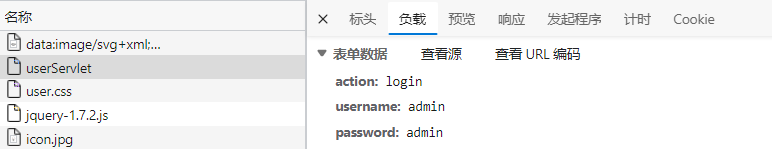 名称
data:image/svg+xml;...
userServlet
user.css
jquery-1.7.2.js
icon.jpg
标头 负载 预览 响应 发起程序 计时 Cookie
表单数据 查看源 查看 URL 编码
action: login
username: admin
password: admin